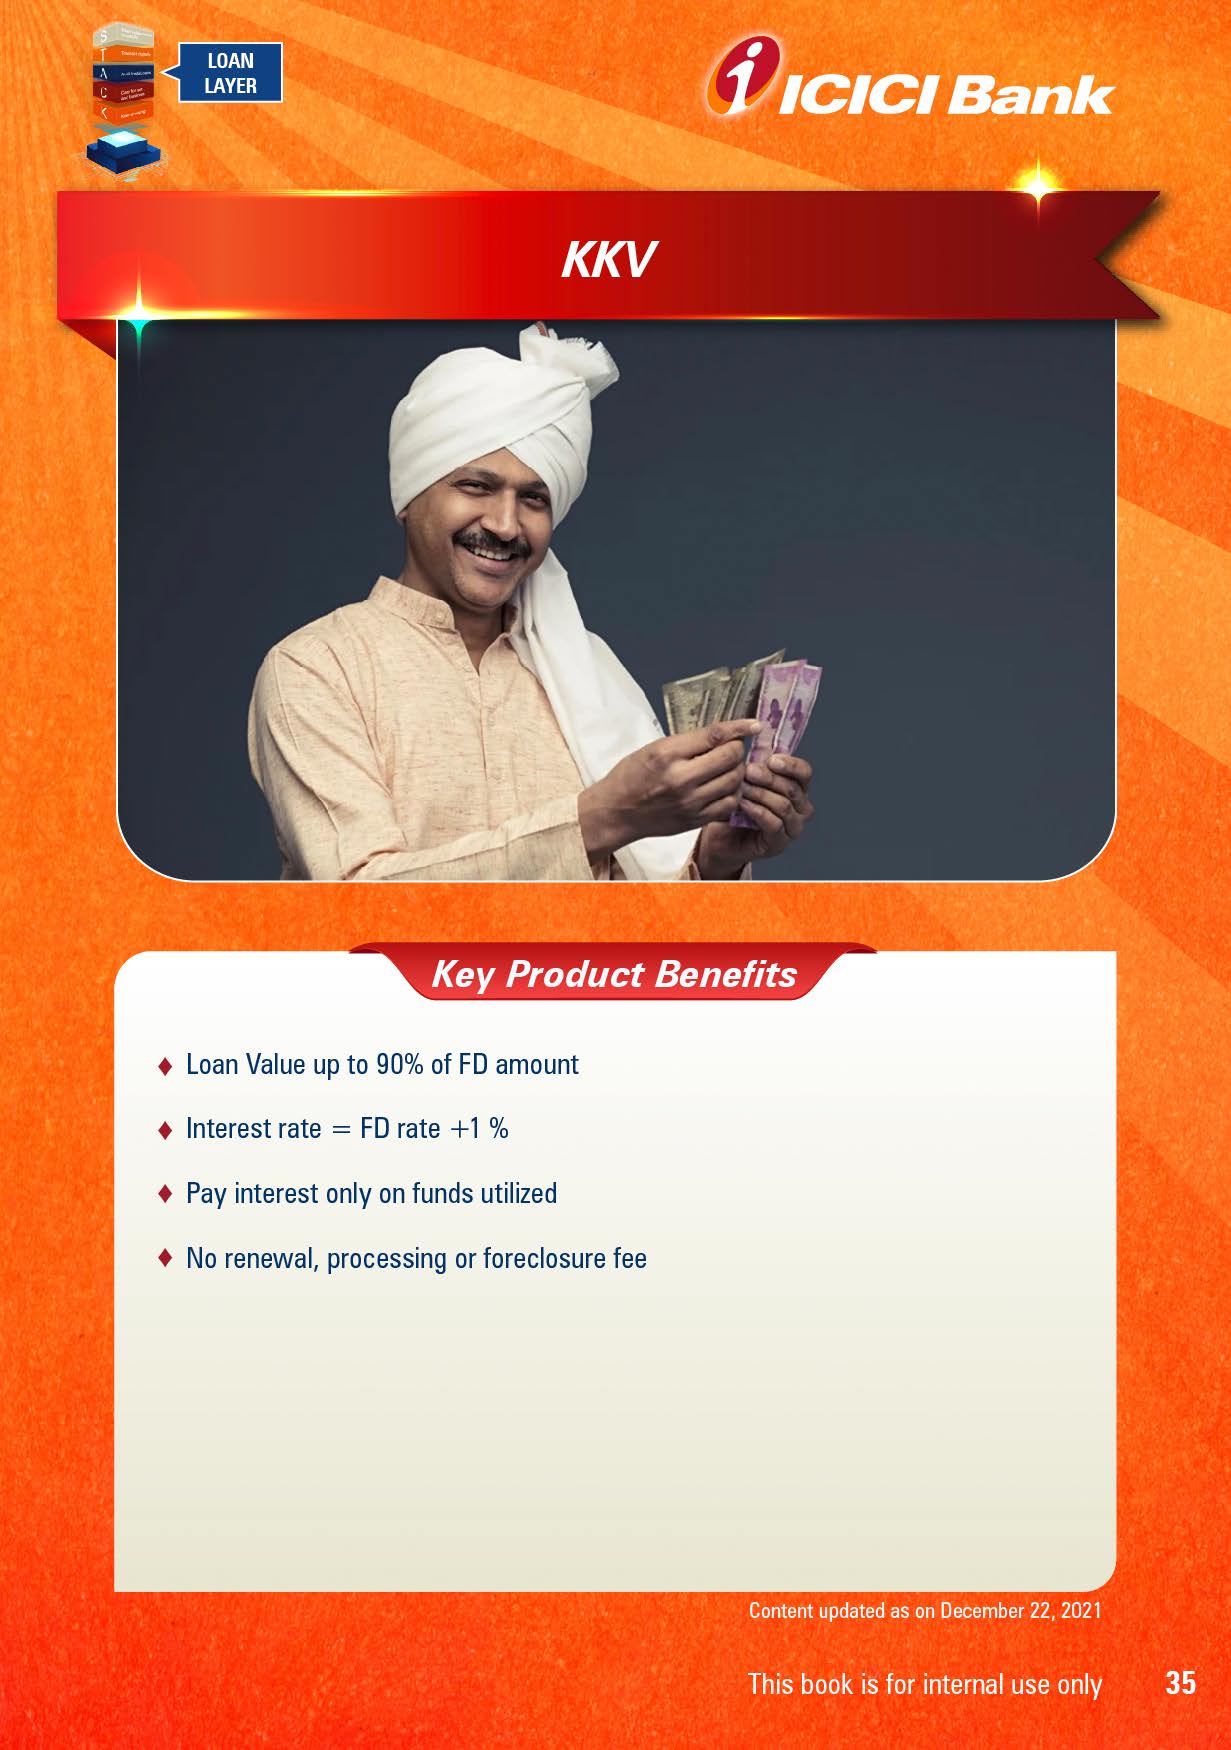 S
T
A
C
K
LOAN
LAYER
ICICI Bank
KKV
Key Product Benefits
Loan Value up to 90% of FD amount
Interest rate = FD rate +1 %
Pay interest only on funds utilized
No renewal, processing or foreclosure fee
Content updated as on December 22, 2021
This book is for internal use only 35